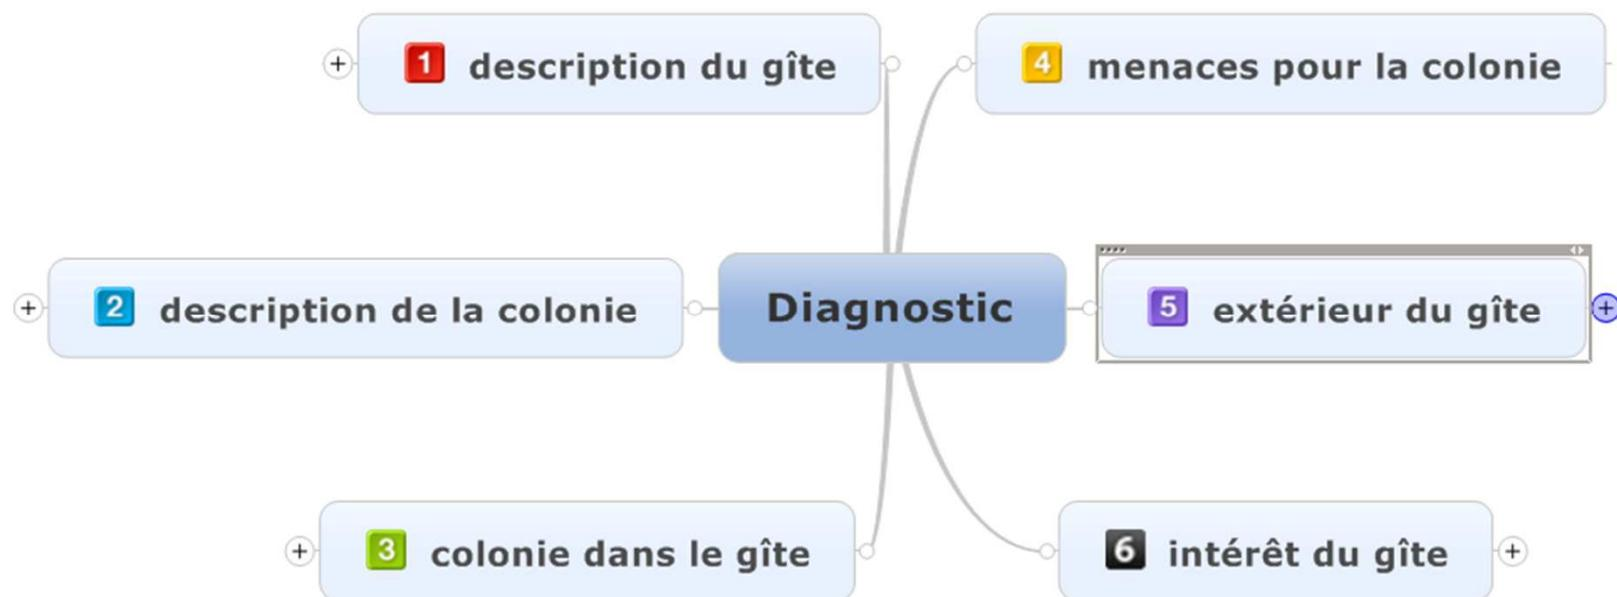 1 description du gîte
2 description de la colonie
3 colonie dans le gîte
Diagnostic
4 menaces pour la colonie
5 extérieur du gîte
6 intérêt du gîte